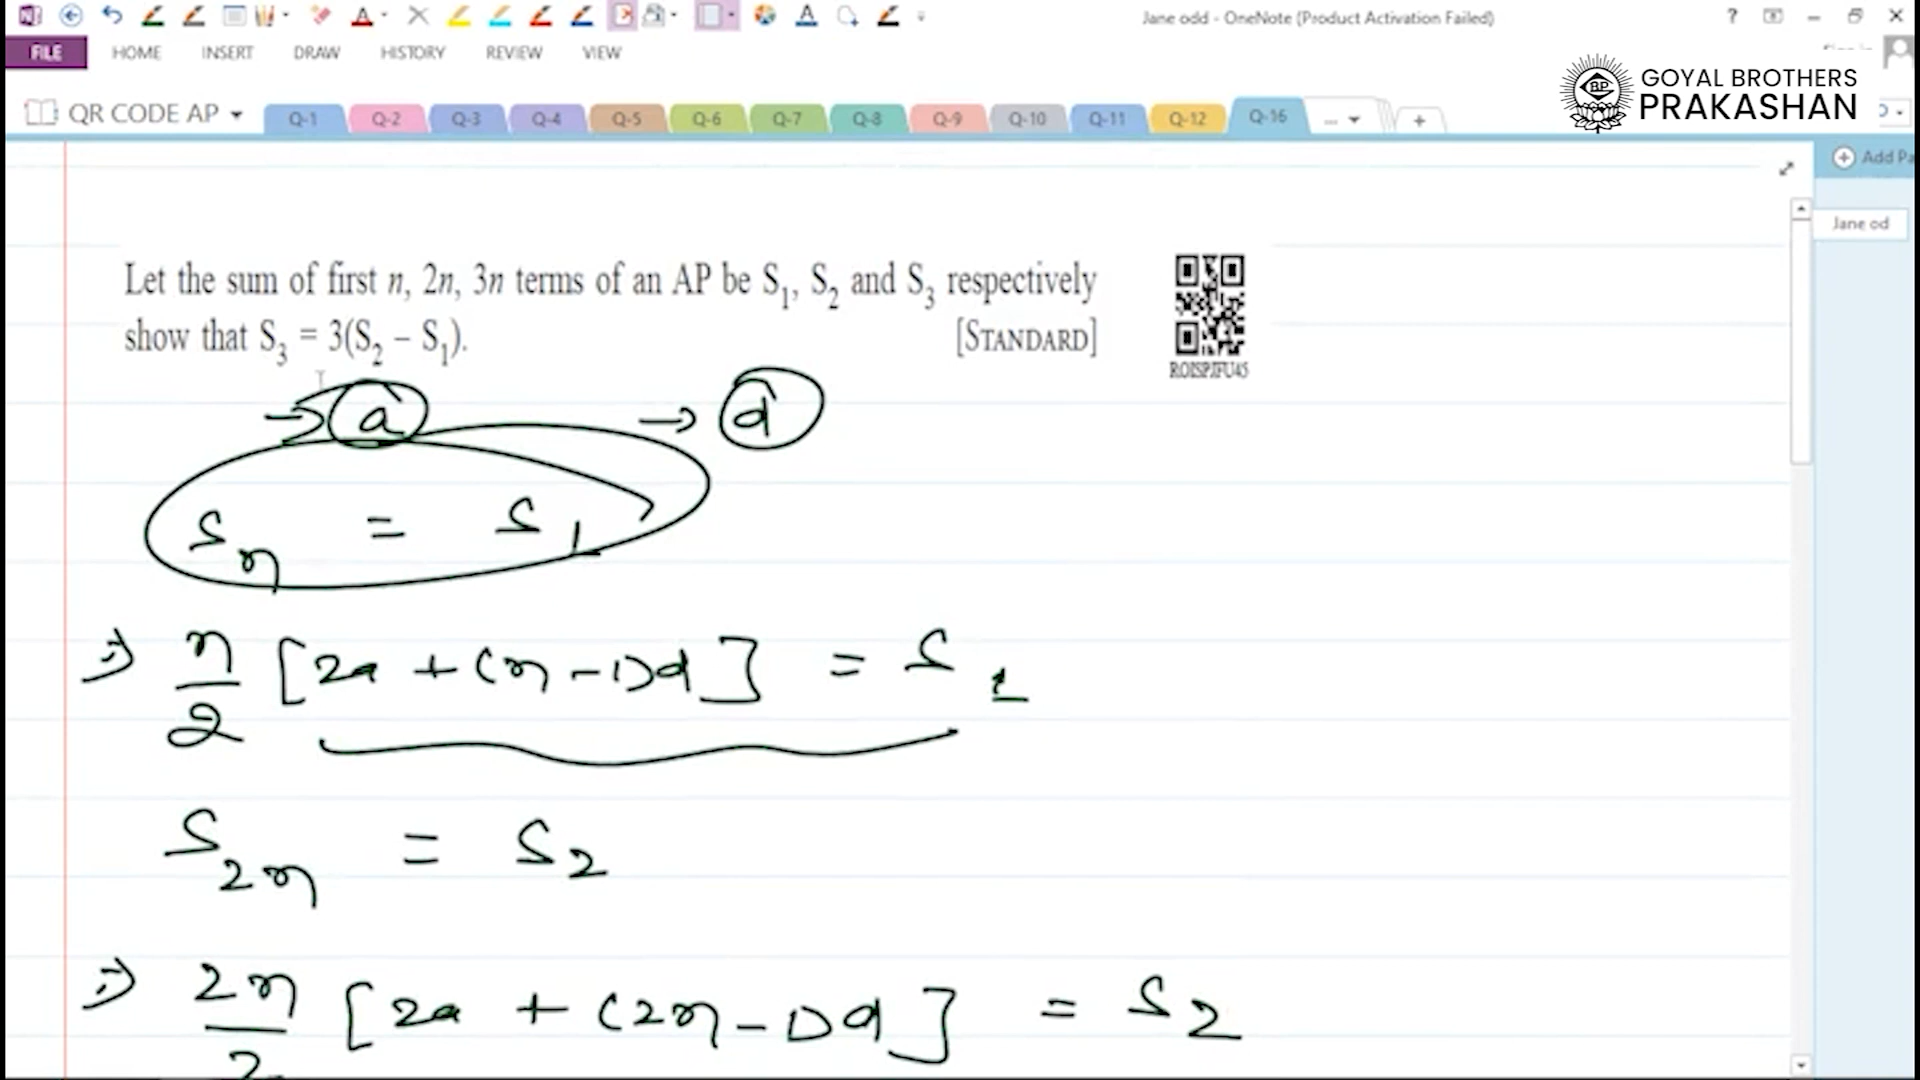 Jane odd - OneNote (Product Activation Failed)
FILE HOME INSERT DRAW HISTORY REVIEW VIEW
GOYAL BROTHERS
PRAKASHAN
QR CODE AP Q-1 Q-2 Q-3 Q-4 Q-5 Q-6 Q-7 Q-8 Q-9 Q-10 Q-11 Q-12 Q-16 ... +
Add Pa
Jane od
Let the sum of first n, 2n, 3n terms of an AP be S₁, S₂ and S₃ respectively
show that S₃ = 3(S₂ – S₁). [STANDARD]
→ a → d
Sₙ = S₁
⇒ n/2 [2a + (n-1)d] = S₁
S₂ₙ = S₂
⇒ 2n/2 [2a + (2n-1)d] = S₂